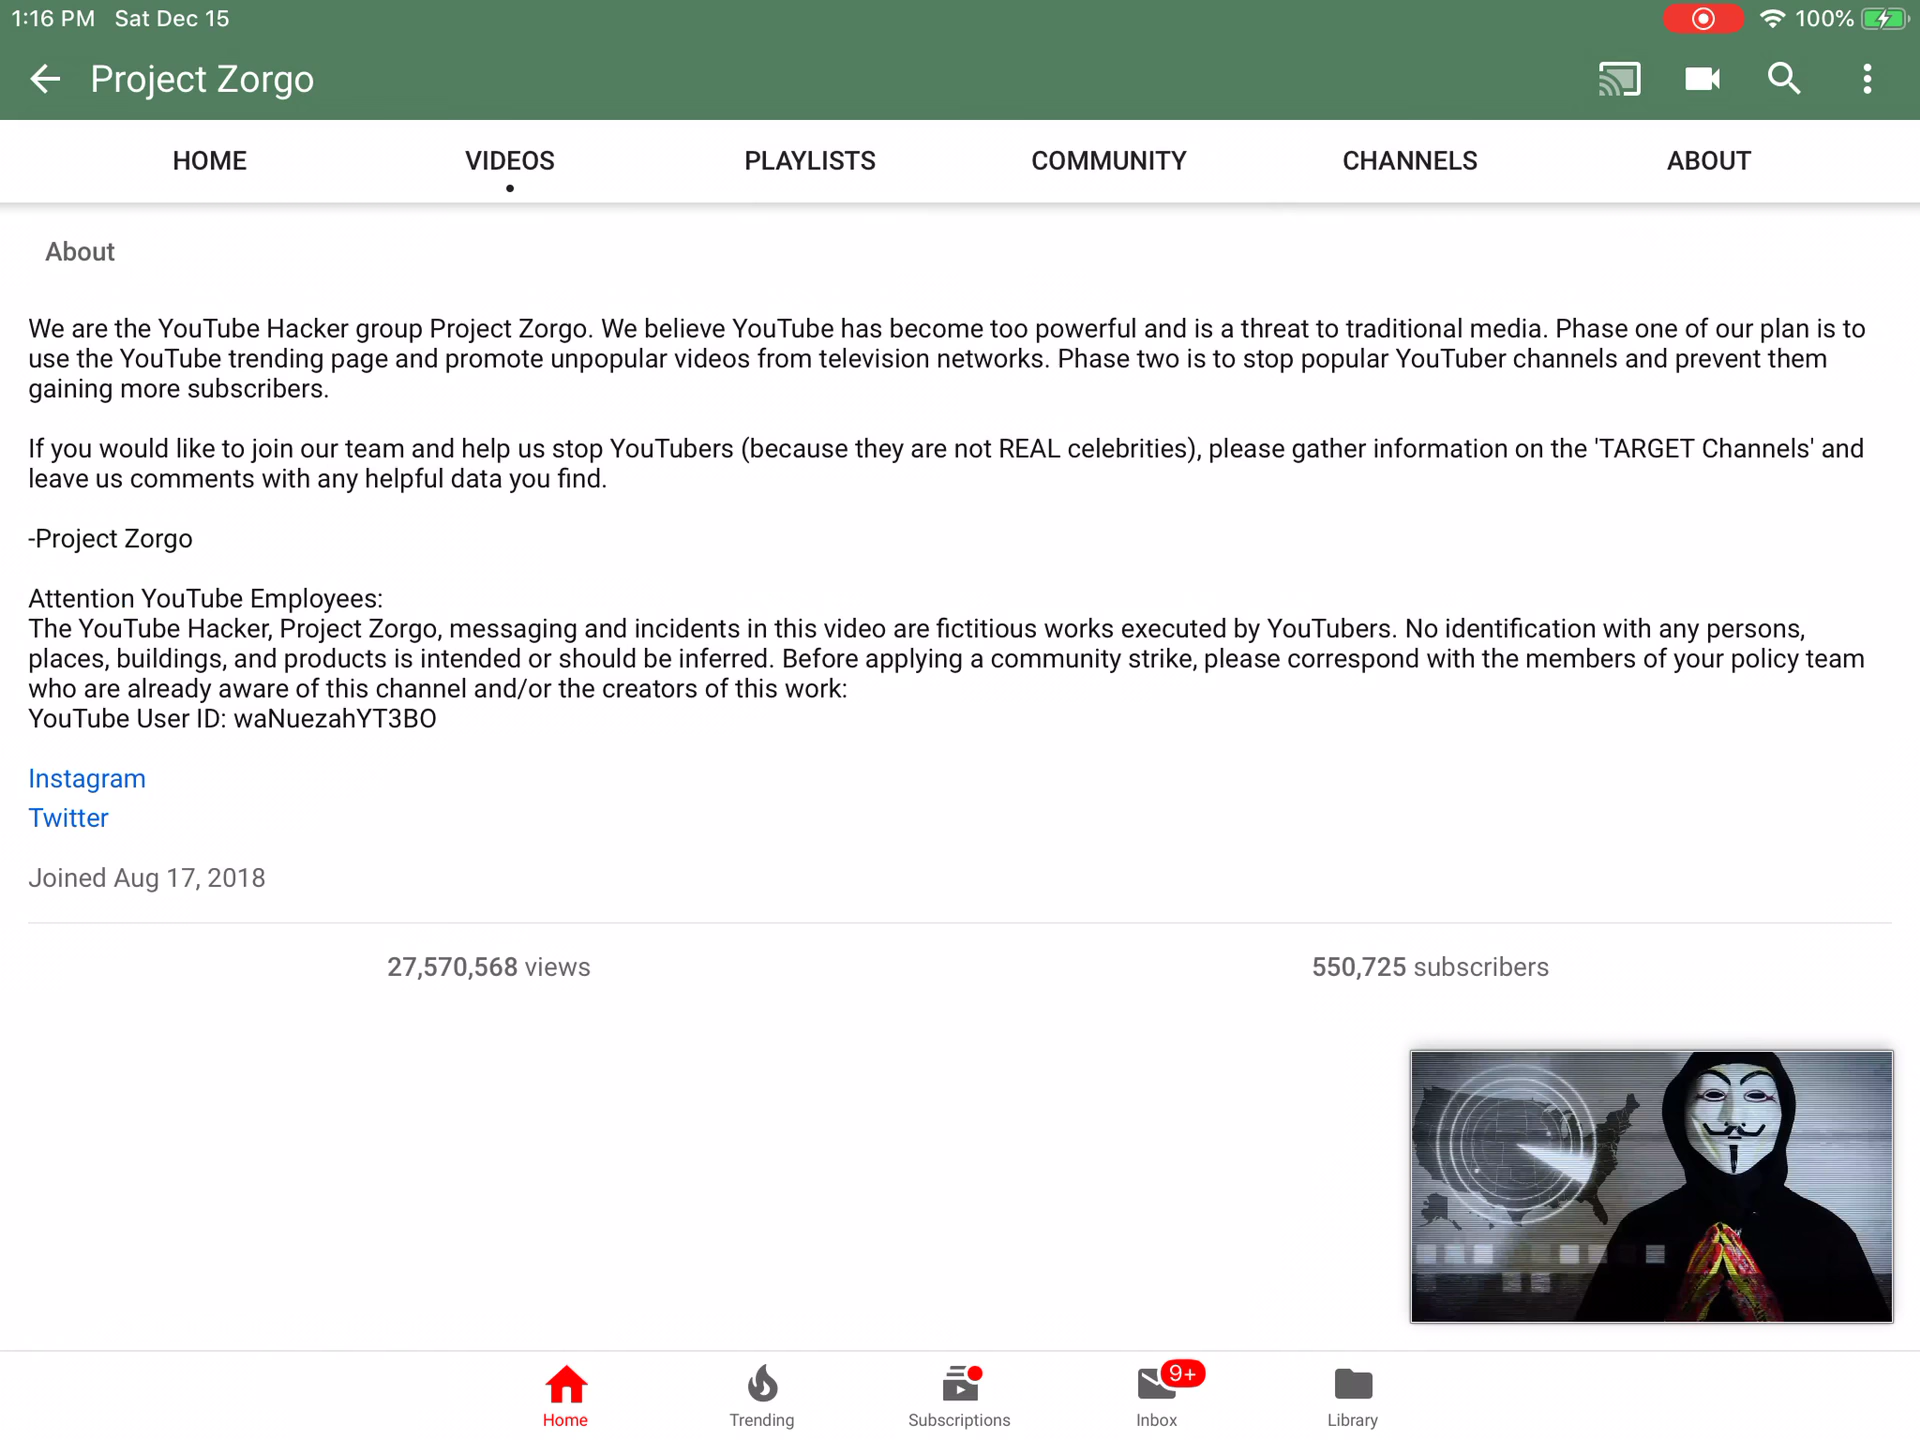 1:16 PM Sat Dec 15
100%
Project Zorgo
HOME VIDEOS PLAYLISTS COMMUNITY CHANNELS ABOUT
About
We are the YouTube Hacker group Project Zorgo. We believe YouTube has become too powerful and is a threat to traditional media. Phase one of our plan is to
use the YouTube trending page and promote unpopular videos from television networks. Phase two is to stop popular YouTuber channels and prevent them
gaining more subscribers.
If you would like to join our team and help us stop YouTubers (because they are not REAL celebrities), please gather information on the 'TARGET Channels' and
leave us comments with any helpful data you find.
-Project Zorgo
Attention YouTube Employees:
The YouTube Hacker, Project Zorgo, messaging and incidents in this video are fictitious works executed by YouTubers. No identification with any persons,
places, buildings, and products is intended or should be inferred. Before applying a community strike, please correspond with the members of your policy team
who are already aware of this channel and/or the creators of this work:
YouTube User ID: waNuezahYT3BO
Instagram
Twitter
Joined Aug 17, 2018
27,570,568 views 550,725 subscribers
9+
Home Trending Subscriptions Inbox Library